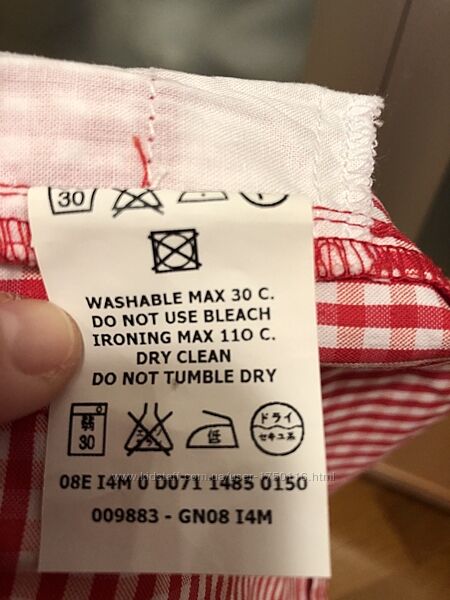 30
WASHABLE MAX 30 C.
DO NOT USE BLEACH
IRONING MAX 110 C.
DRY CLEAN
DO NOT TUMBLE DRY
弱 30 低 ドライ
セキユ系
08E I4M 0 D071 1485 0150
009883 - GN08 I4M